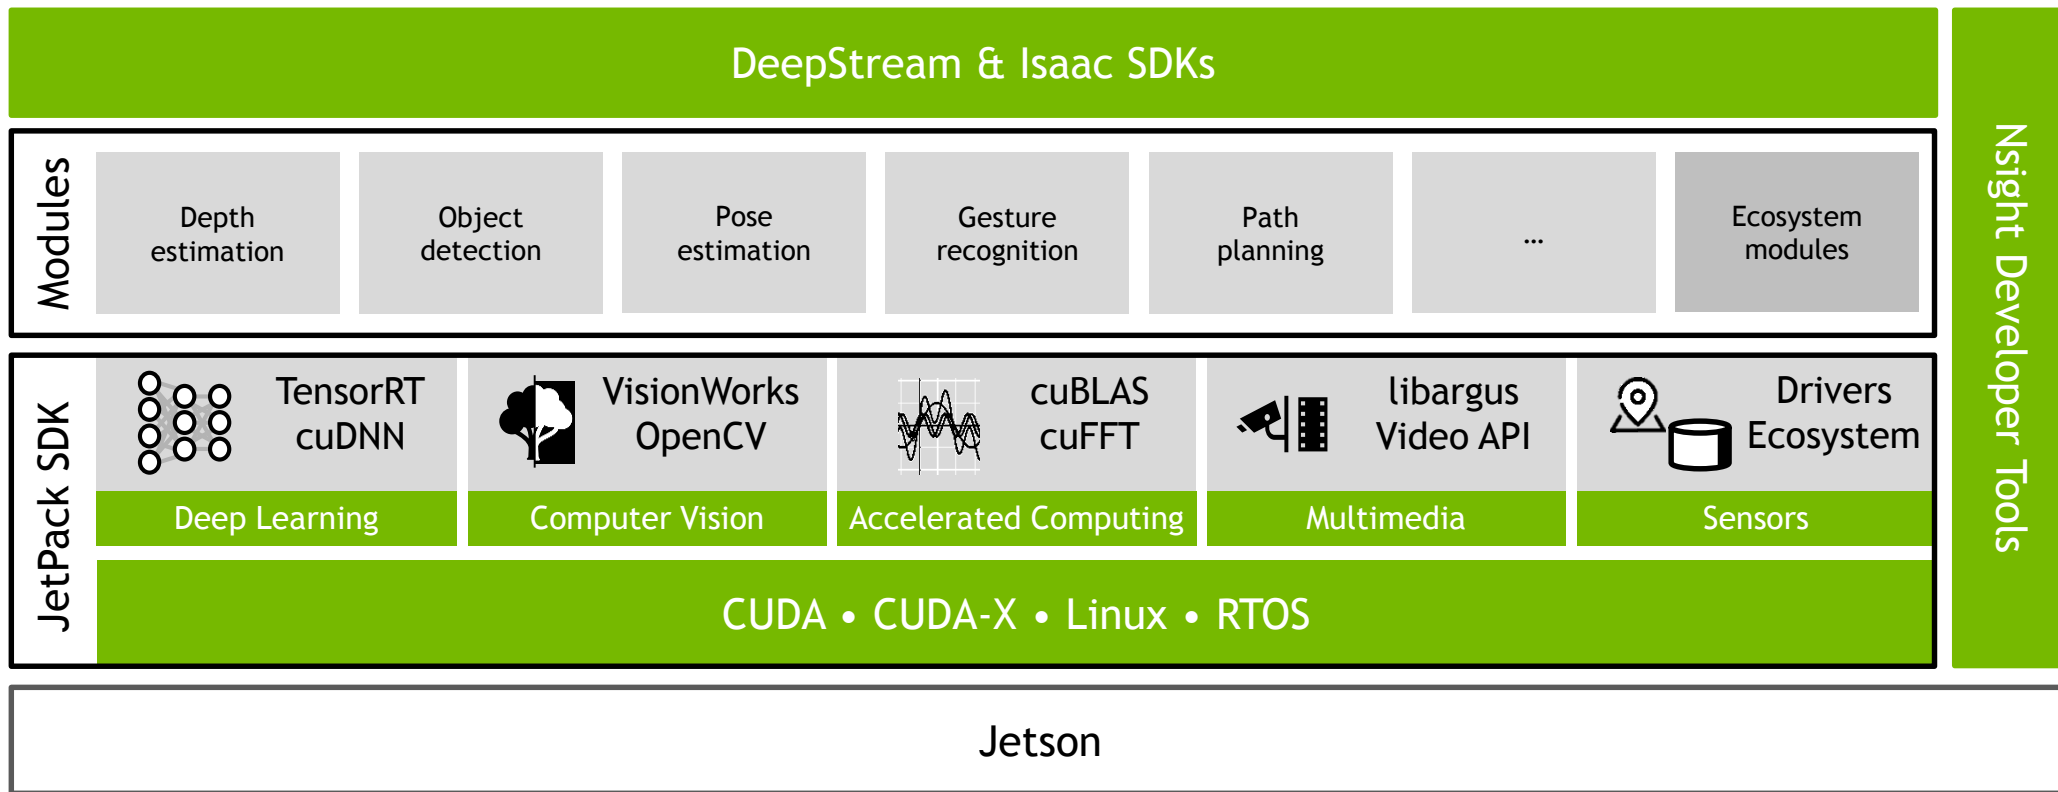 DeepStream & Isaac SDKs
Nsight Developer Tools
Modules
Depth
estimation
Object
detection
Pose
estimation
Gesture
recognition
Path
planning
...
Ecosystem
modules
JetPack SDK
TensorRT
cuDNN
Deep Learning
VisionWorks
OpenCV
Computer Vision
cuBLAS
cuFFT
Accelerated Computing
libargus
Video API
Multimedia
Drivers
Ecosystem
Sensors
CUDA • CUDA-X • Linux • RTOS
Jetson